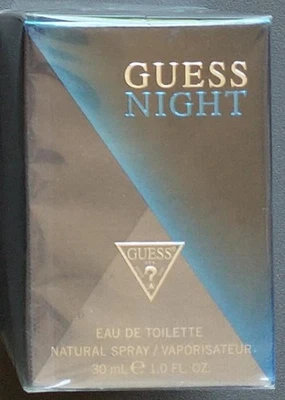 GUESS
NIGHT
GUESS
?
EAU DE TOILETTE
NATURAL SPRAY / VAPORISATEUR
30 mL ℮ 1.0 FL. OZ.